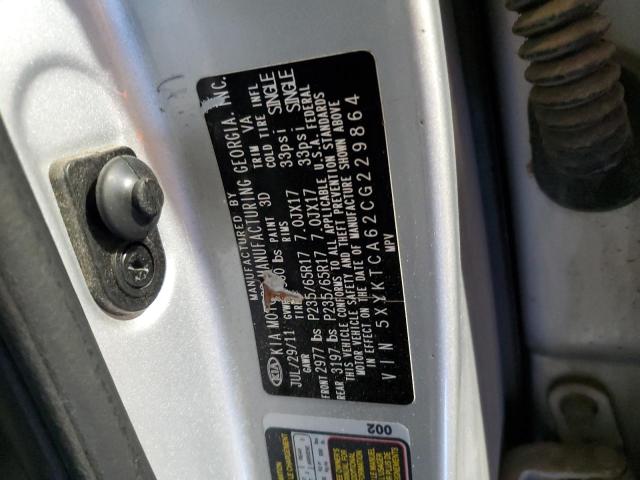 MANUFACTURED BY
KIA KIA MOTORS MANUFACTURING GEORGIA, INC.
JUL/29/11 GVWR lbs PAINT 3D TRIM VA
GAWR TIRE RIMS COLD TIRE INFL
FRONT 2977 lbs P235/65R17 7.0JX17 33psi SINGLE
REAR 3197 lbs P235/65R17 7.0JX17 33psi SINGLE
THIS VEHICLE CONFORMS TO ALL APPLICABLE U.S.A. FEDERAL
MOTOR VEHICLE SAFETY AND THEFT PREVENTION STANDARDS
IN EFFECT ON THE DATE OF MANUFACTURE SHOWN ABOVE
VIN 5XYKTCA62CG229864
MPV
002